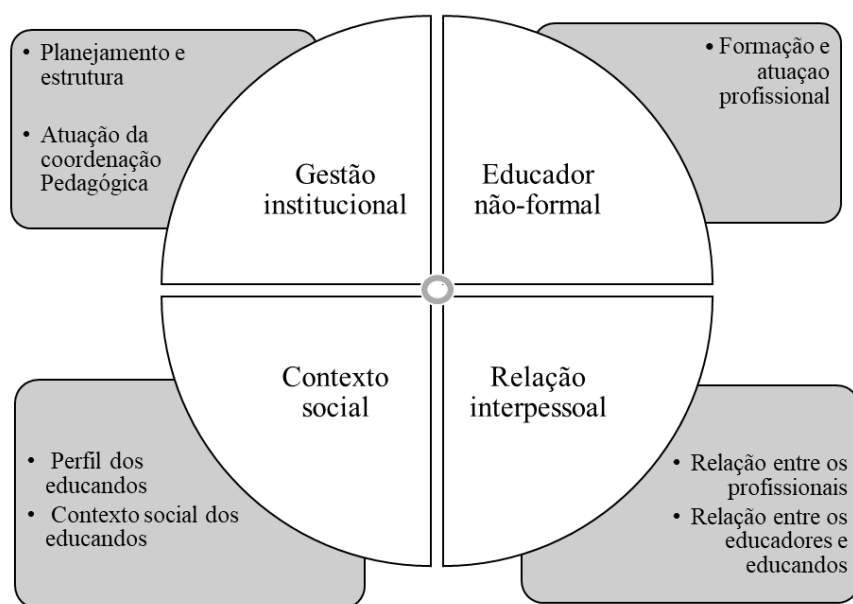 • Planejamento e
estrutura
• Atuação da
coordenação
Pedagógica
Gestão
institucional
• Formação e
atuaçao
profissional
Educador
não-formal
Contexto
social
• Perfil dos
educandos
• Contexto social dos
educandos
Relação
interpessoal
• Relação entre os
profissionais
• Relação entre os
educadores e
educandos